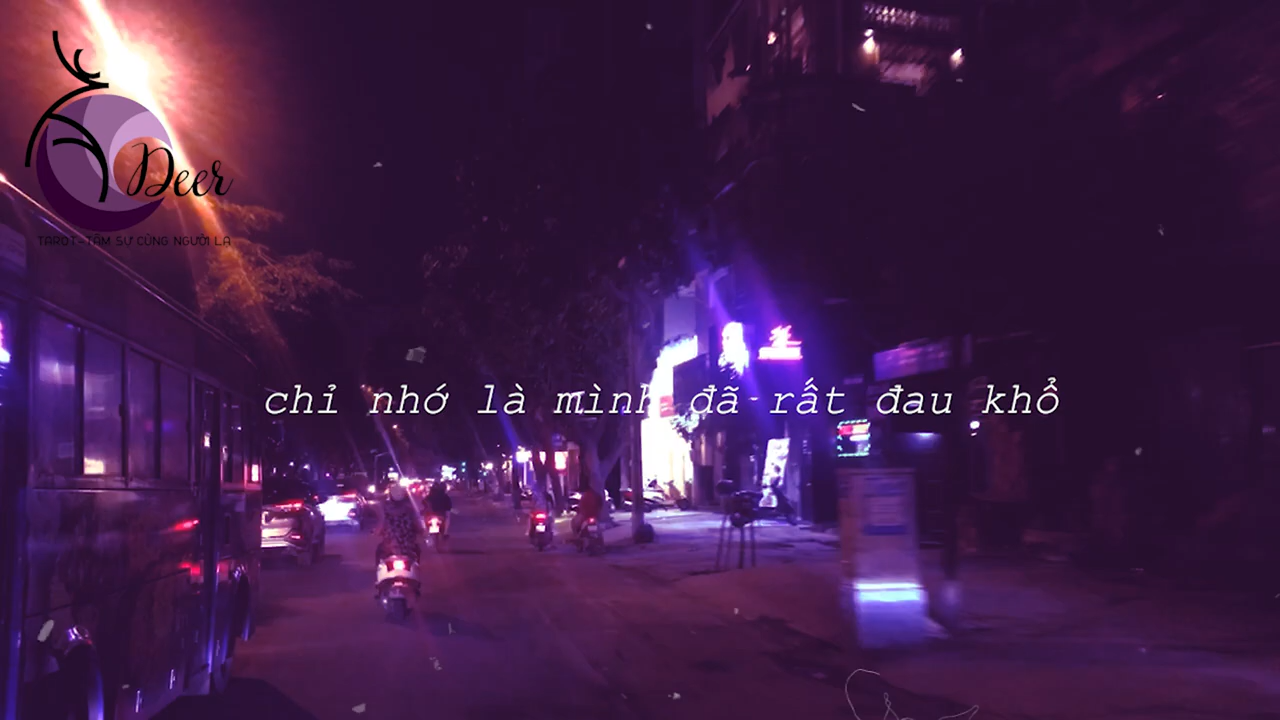 Deer
TAROT-TÂM SỰ CÙNG NGƯỜI LẠ
chỉ nhớ là mình đã rất đau khổ